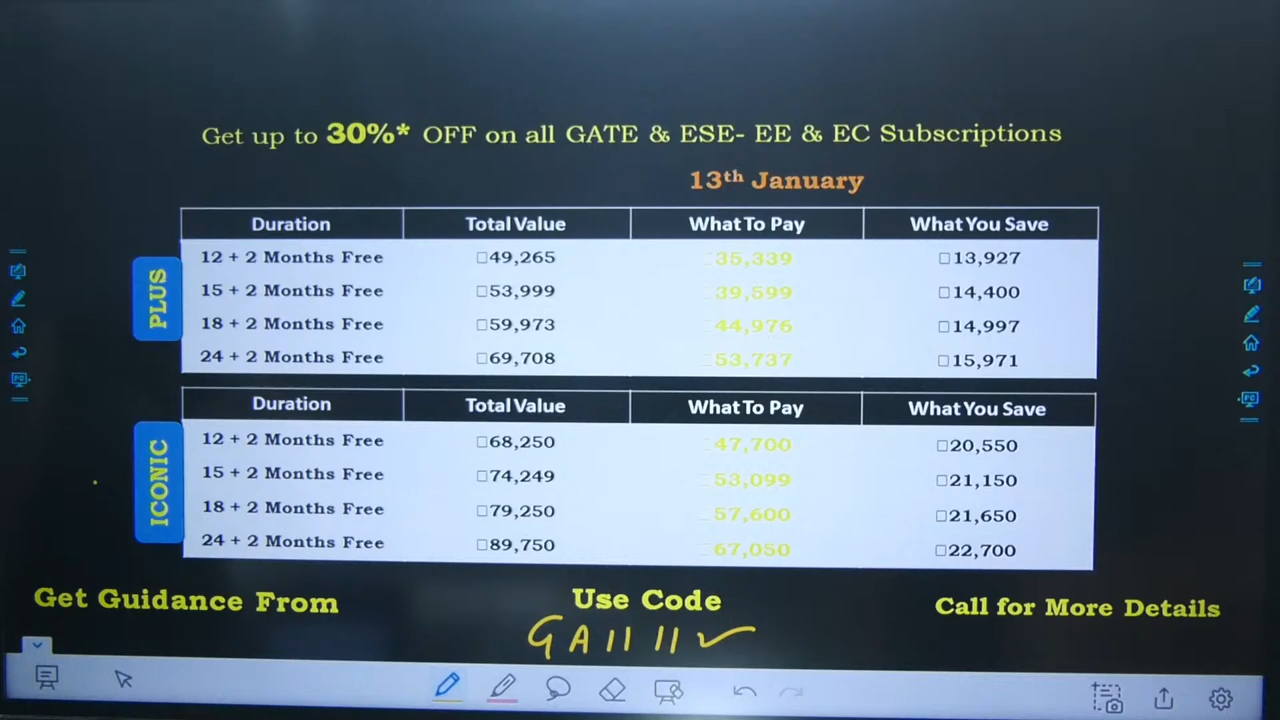 Get up to 30%* OFF on all GATE & ESE- EE & EC Subscriptions
13th January
PLUS
Duration Total Value What To Pay What You Save
12 + 2 Months Free □49,265 □35,339 □13,927
15 + 2 Months Free □53,999 □39,599 □14,400
18 + 2 Months Free □59,973 □44,976 □14,997
24 + 2 Months Free □69,708 □53,737 □15,971
ICONIC
Duration Total Value What To Pay What You Save
12 + 2 Months Free □68,250 □47,700 □20,550
15 + 2 Months Free □74,249 □53,099 □21,150
18 + 2 Months Free □79,250 □57,600 □21,650
24 + 2 Months Free □89,750 □67,050 □22,700
Get Guidance From Use Code Call for More Details
GA11 11 ✓
PC
PC